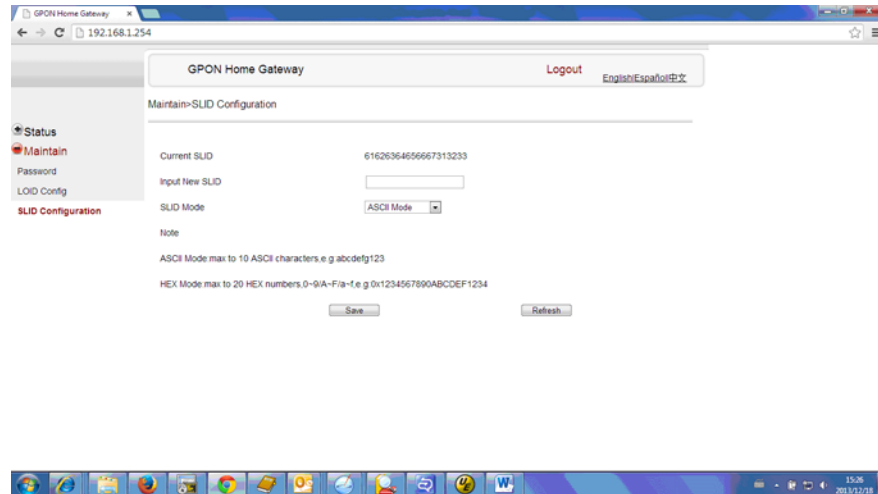 GPON Home Gateway
192.168.1.254
GPON Home Gateway
Logout
English|Español|中文
Maintain>SLID Configuration
Status
Maintain
Password
LOID Config
SLID Configuration
Current SLID 61626364656667313233
Input New SLID
SLID Mode ASCII Mode
Note
ASCII Mode:max to 10 ASCII characters,e.g.abcdefg123
HEX Mode:max to 20 HEX numbers,0~9/A~F/a~f,e.g.0x1234567890ABCDEF1234
Save Refresh
15:26
2013/12/18